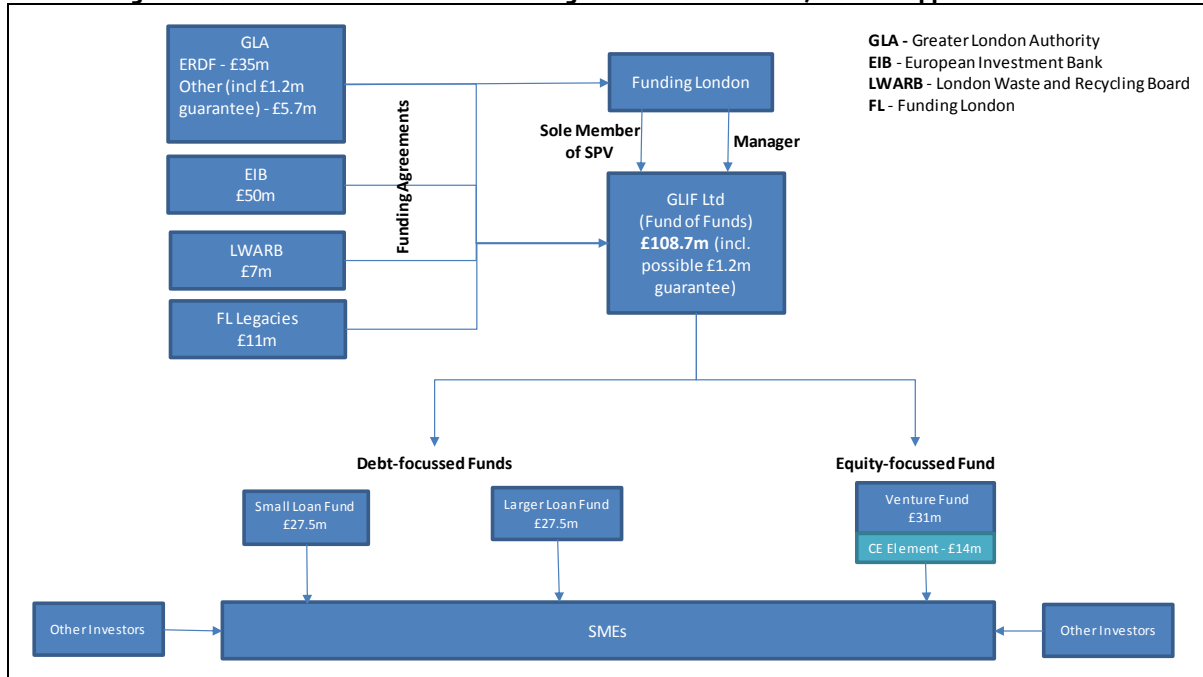 GLA
ERDF - £35m
Other (incl £1.2m
guarantee) - £5.7m
EIB
£50m
LWARB
£7m
FL Legacies
£11m
Funding Agreements
Funding London
Sole Member
of SPV
Manager
GLIF Ltd
(Fund of Funds)
£108.7m (incl.
possible £1.2m
guarantee)
GLA - Greater London Authority
EIB - European Investment Bank
LWARB - London Waste and Recycling Board
FL - Funding London
Debt-focussed Funds
Equity-focussed Fund
Small Loan Fund
£27.5m
Larger Loan Fund
£27.5m
Venture Fund
£31m
CE Element - £14m
Other Investors
SMEs
Other Investors